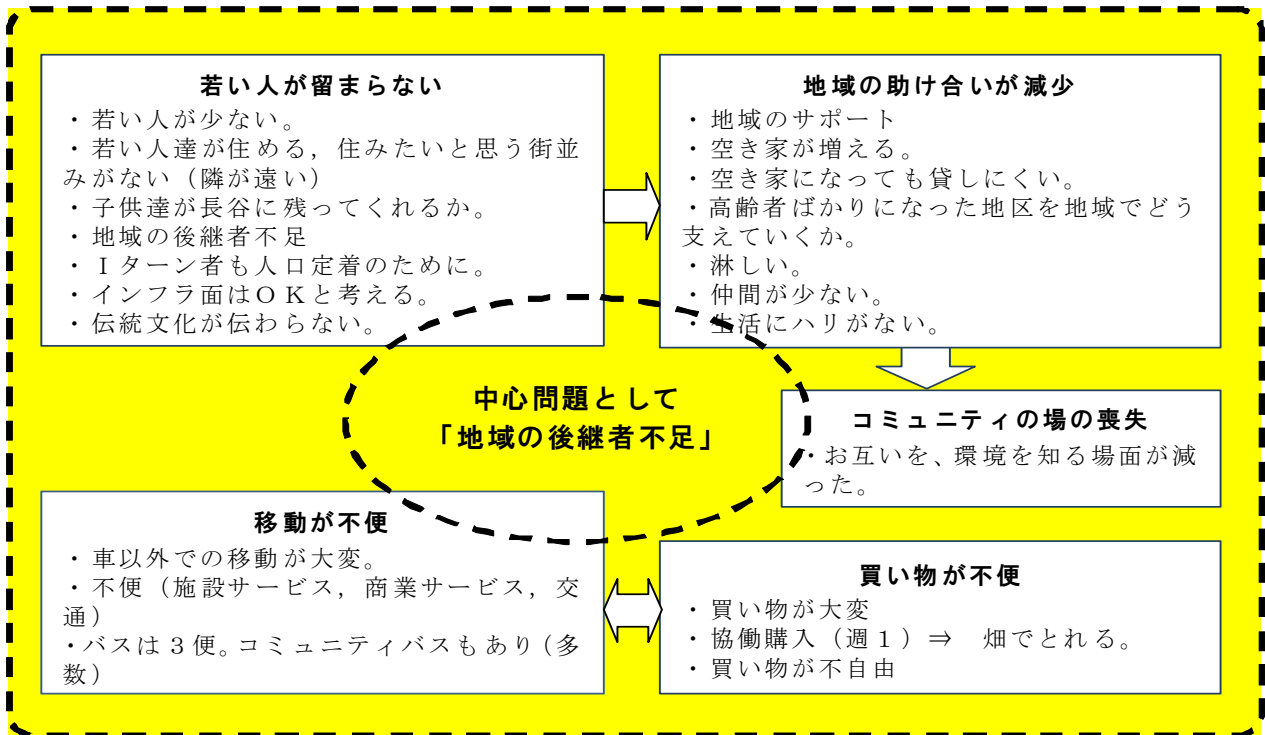 若い人が留まらない
・若い人が少ない。
・若い人達が住める，住みたいと思う街並
みがない（隣が遠い）
・子供達が長谷に残ってくれるか。
・地域の後継者不足
・Ｉターン者も人口定着のために。
・インフラ面はＯＫと考える。
・伝統文化が伝わらない。
地域の助け合いが減少
・地域のサポート
・空き家が増える。
・空き家になっても貸しにくい。
・高齢者ばかりになった地区を地域でどう
支えていくか。
・淋しい。
・仲間が少ない。
・生活にハリがない。
中心問題として
「地域の後継者不足」
コミュニティの場の喪失
・お互いを、環境を知る場面が減
った。
移動が不便
・車以外での移動が大変。
・不便（施設サービス，商業サービス，交
通）
・バスは３便。コミュニティバスもあり（多
数）
買い物が不便
・買い物が大変
・協働購入（週１）⇒　畑でとれる。
・買い物が不自由